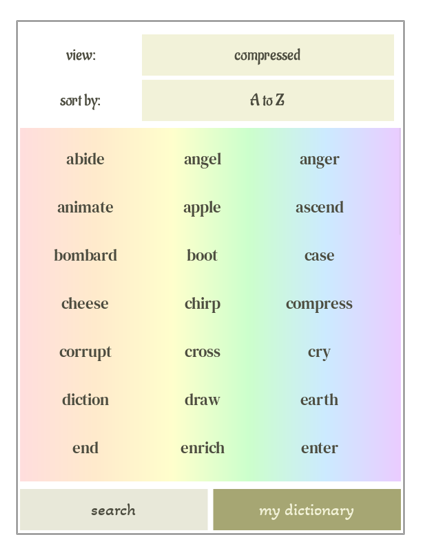 view: compressed
sort by: A to Z
abide angel anger
animate apple ascend
bombard boot case
cheese chirp compress
corrupt cross cry
diction draw earth
end enrich enter
search my dictionary